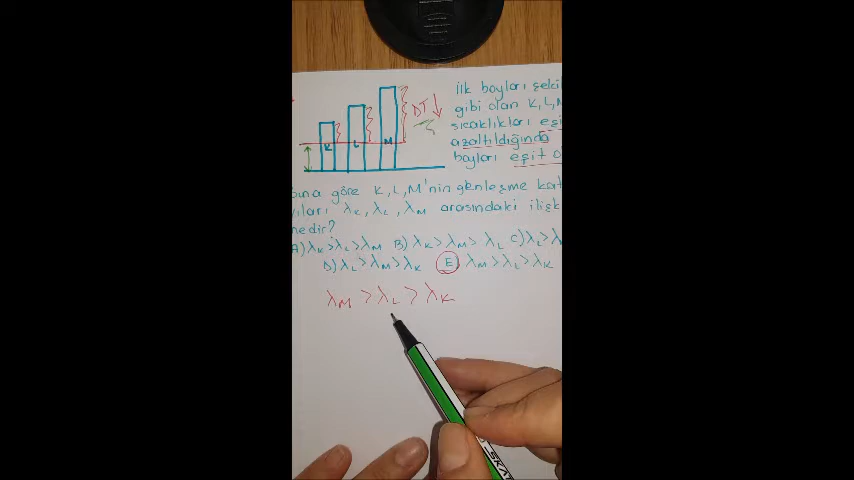 K L M
ΔT ↓
ilk boyları şekil
gibi olan K, L, M
sıcaklıkları eşi
azaltıldığında
boyları eşit o
buna göre K, L, M'nin genleşme kat
yıları λK, λL, λM arasındaki ilişk
nedir?
A) λK > λL > λM B) λK > λM > λL C) λL > λ
D) λL > λM > λK E) λM > λL > λK
λM > λL > λK